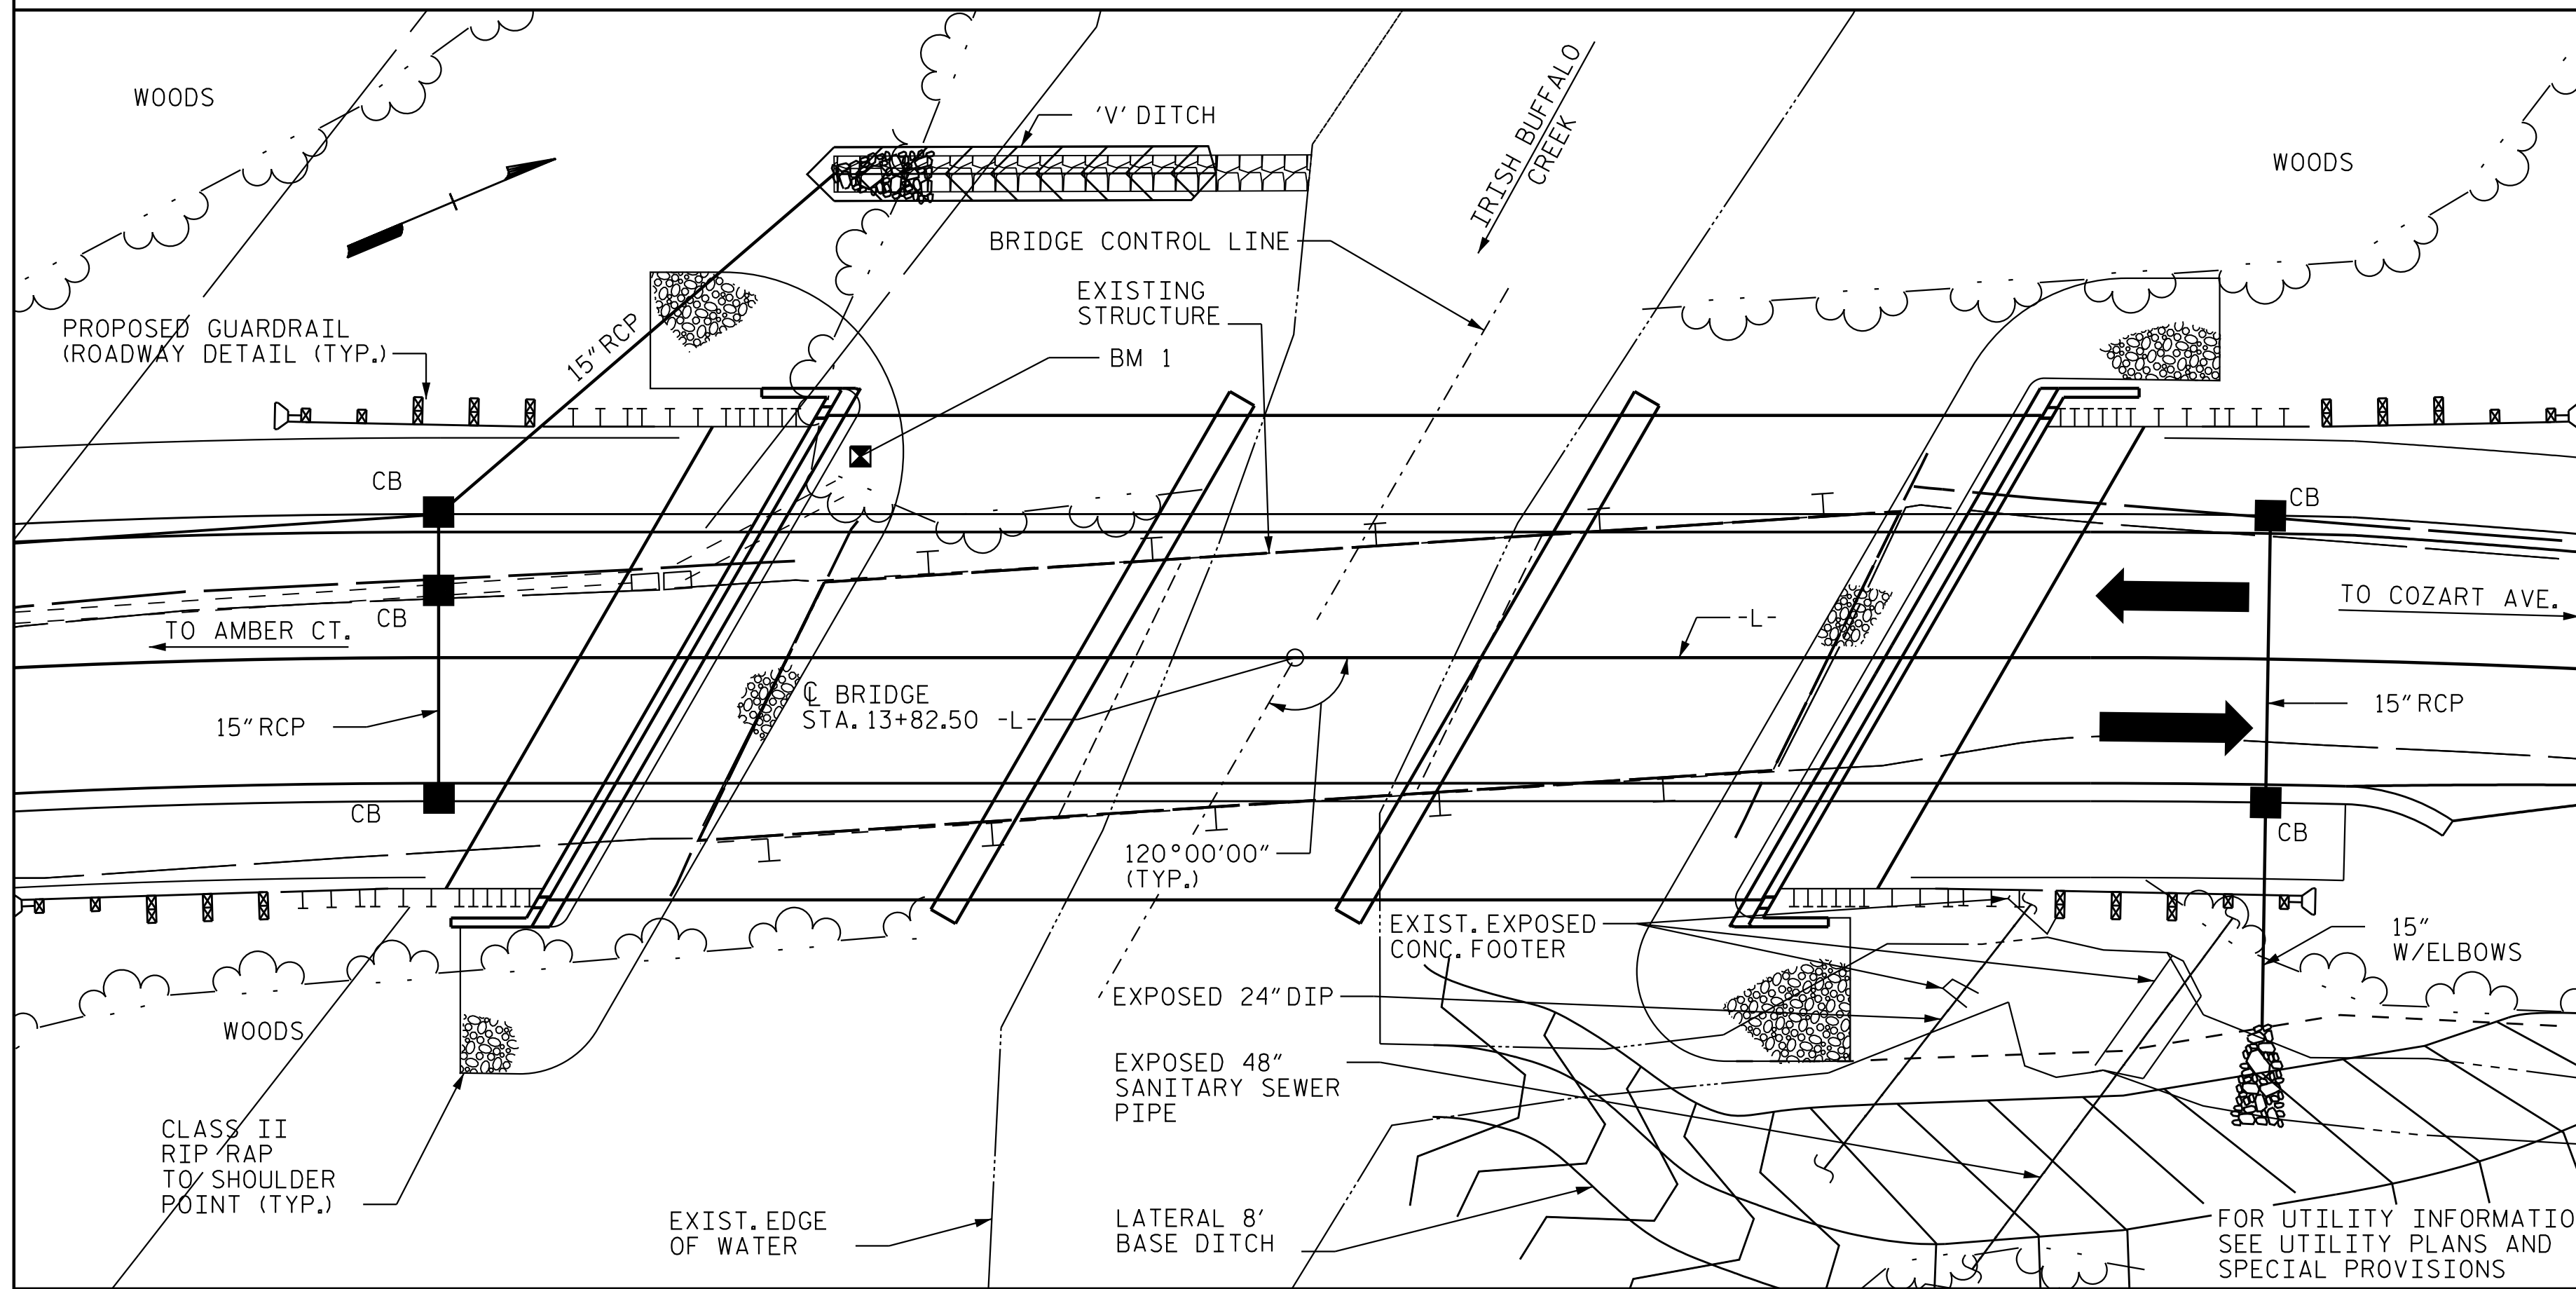 WOODS
'V' DITCH
IRISH BUFFALO
CREEK
WOODS
BRIDGE CONTROL LINE
EXISTING
STRUCTURE
PROPOSED GUARDRAIL
(ROADWAY DETAIL (TYP.)
15" RCP
BM 1
CB
CB
CB
TO AMBER CT.
-L-
TO COZART AVE.
15" RCP
℄ BRIDGE
STA. 13+82.50 -L-
15" RCP
CB
CB
120°00'00"
(TYP.)
EXIST. EXPOSED
CONC. FOOTER
15"
W/ELBOWS
EXPOSED 24" DIP
WOODS
EXPOSED 48"
SANITARY SEWER
PIPE
CLASS II
RIP RAP
TO SHOULDER
POINT (TYP.)
EXIST. EDGE
OF WATER
LATERAL 8'
BASE DITCH
FOR UTILITY INFORMATIO
SEE UTILITY PLANS AND
SPECIAL PROVISIONS